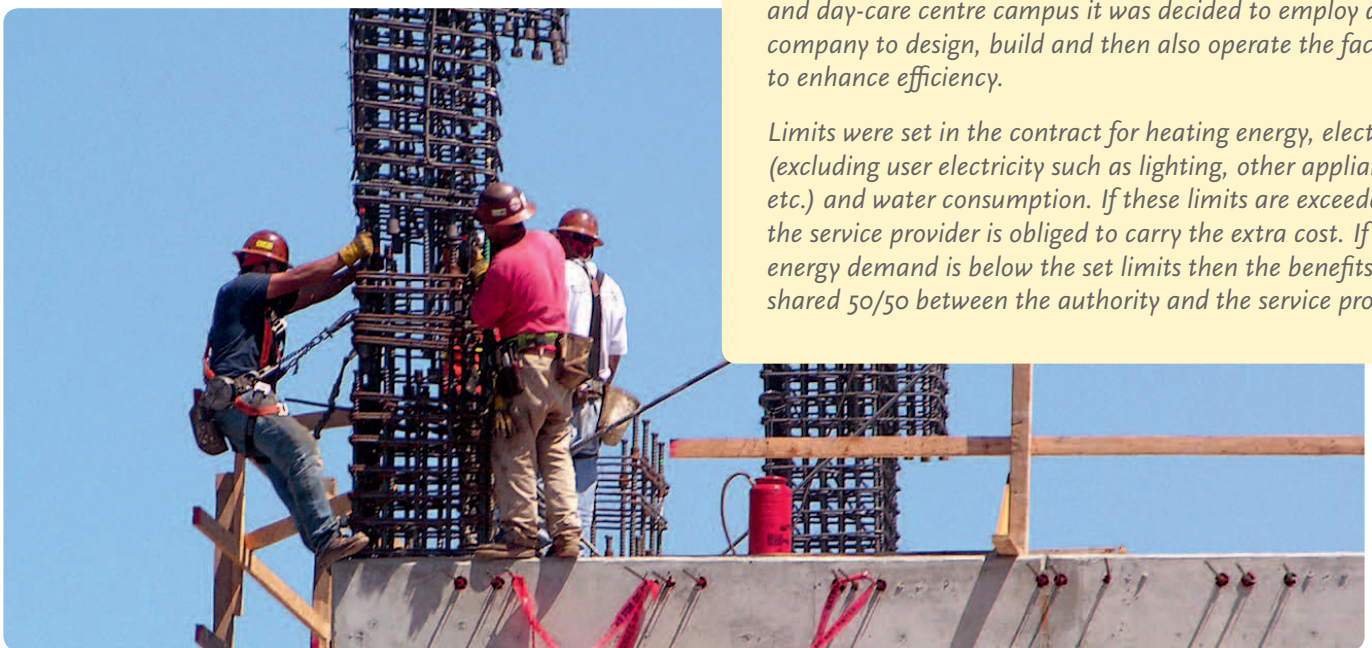 and day-care centre campus it was decided to employ a
company to design, build and then also operate the fac
to enhance efficiency.
Limits were set in the contract for heating energy, elect
(excluding user electricity such as lighting, other applian
etc.) and water consumption. If these limits are exceede
the service provider is obliged to carry the extra cost. If
energy demand is below the set limits then the benefits
shared 50/50 between the authority and the service pro